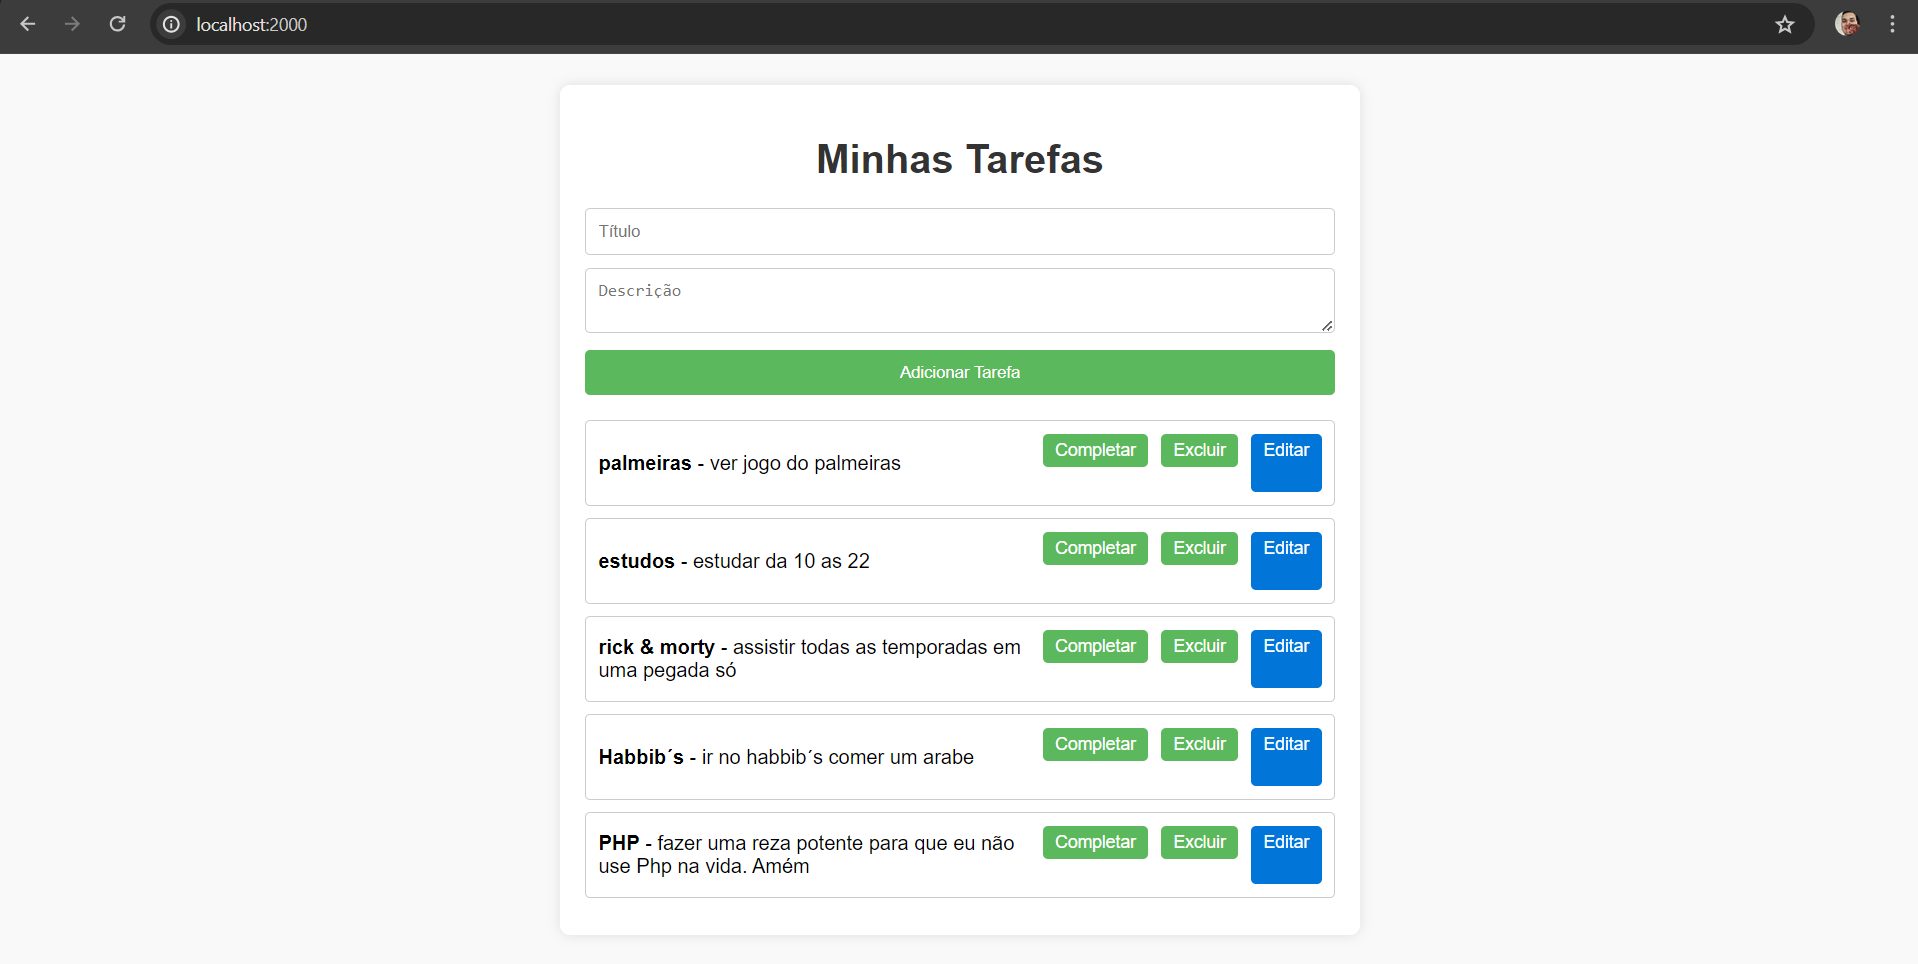 localhost:2000
Minhas Tarefas
Título
Descrição
Adicionar Tarefa
palmeiras - ver jogo do palmeiras
Completar
Excluir
Editar
estudos - estudar da 10 as 22
Completar
Excluir
Editar
rick & morty - assistir todas as temporadas em
uma pegada só
Completar
Excluir
Editar
Habbib´s - ir no habbib´s comer um arabe
Completar
Excluir
Editar
PHP - fazer uma reza potente para que eu não
use Php na vida. Amém
Completar
Excluir
Editar